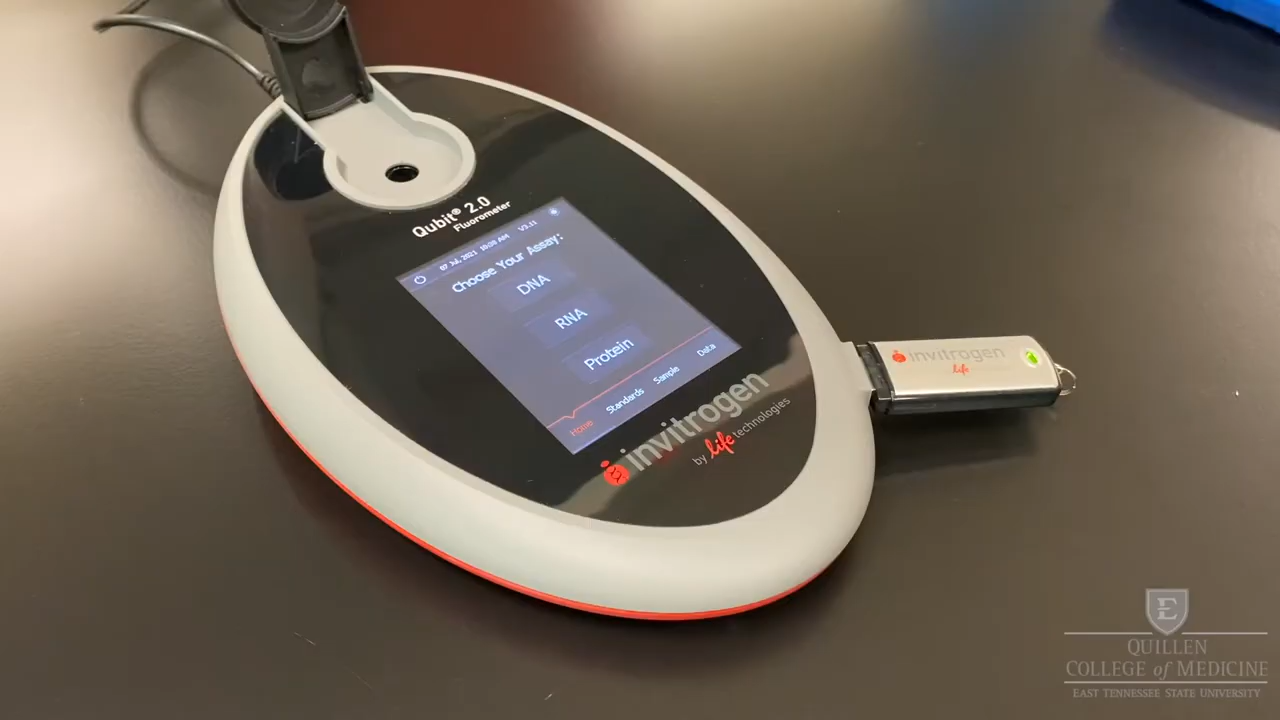 Qubit® 2.0
Fluorometer
07 Jul, 2021 10:38 AM V3.11
Choose Your Assay:
DNA
RNA
Protein
Home Standards Sample Data
invitrogen
by life technologies
invitrogen
life
QUILLEN
COLLEGE of MEDICINE
EAST TENNESSEE STATE UNIVERSITY
E